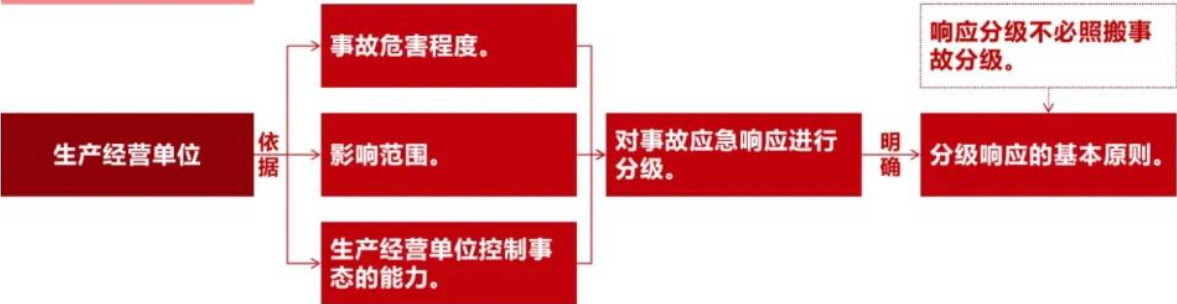 生产经营单位
依
据
事故危害程度。
影响范围。
生产经营单位控制事
态的能力。
对事故应急响应进行
分级。
明
确
响应分级不必照搬事
故分级。
分级响应的基本原则。